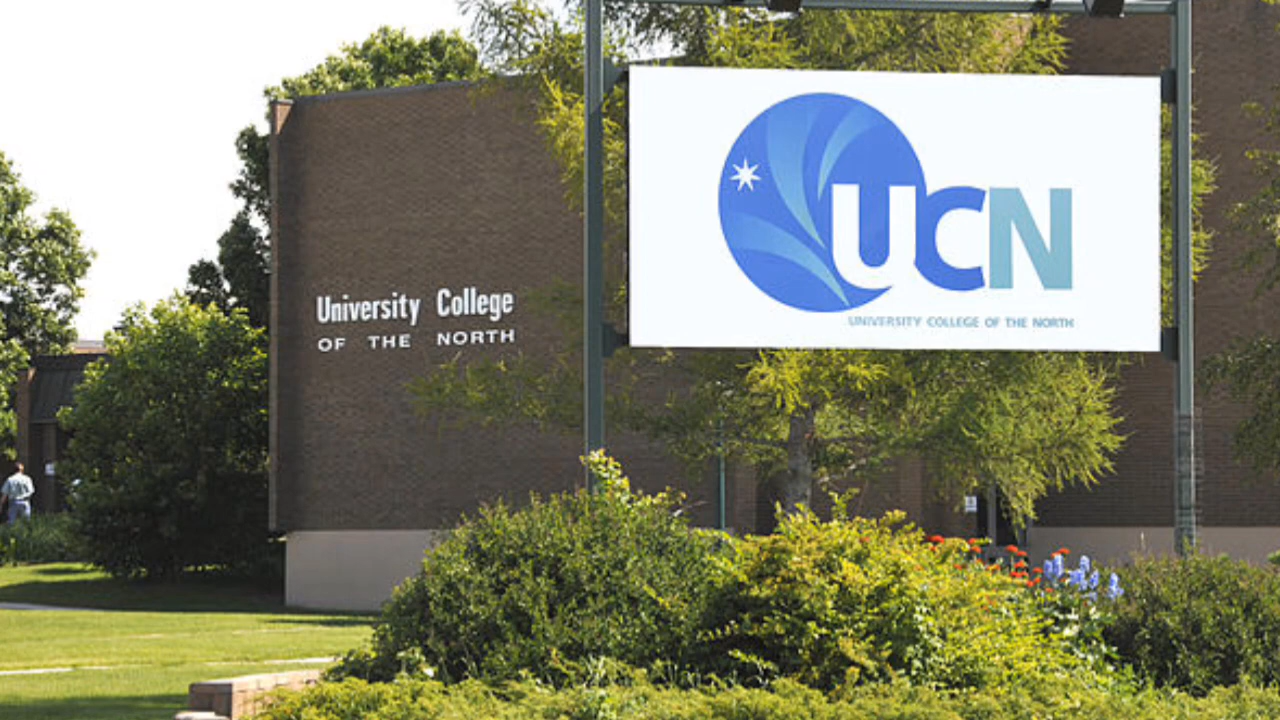 University College
OF THE NORTH
UCN
UNIVERSITY COLLEGE OF THE NORTH